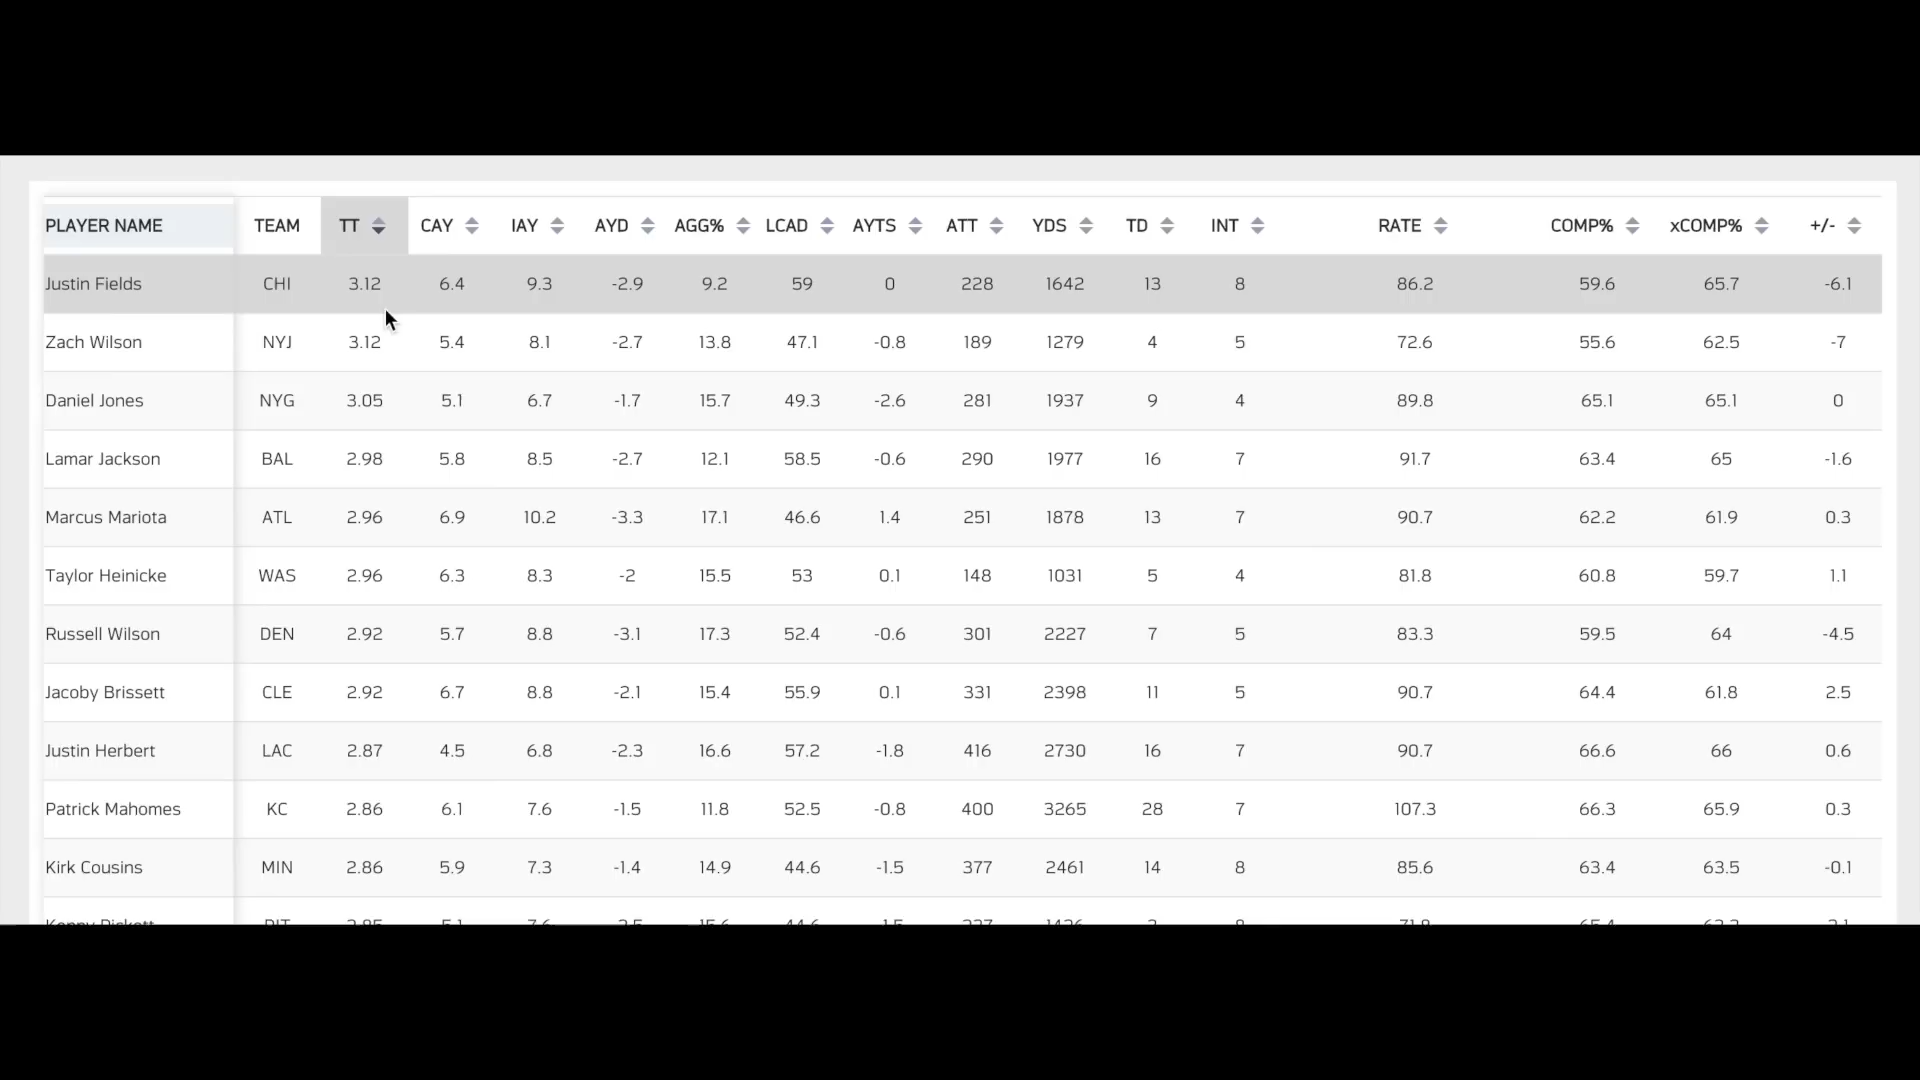 PLAYER NAME TEAM TT CAY IAY AYD AGG% LCAD AYTS ATT YDS TD INT RATE COMP% xCOMP% +/-
Justin Fields CHI 3.12 6.4 9.3 -2.9 9.2 59 0 228 1642 13 8 86.2 59.6 65.7 -6.1
Zach Wilson NYJ 3.12 5.4 8.1 -2.7 13.8 47.1 -0.8 189 1279 4 5 72.6 55.6 62.5 -7
Daniel Jones NYG 3.05 5.1 6.7 -1.7 15.7 49.3 -2.6 281 1937 9 4 89.8 65.1 65.1 0
Lamar Jackson BAL 2.98 5.8 8.5 -2.7 12.1 58.5 -0.6 290 1977 16 7 91.7 63.4 65 -1.6
Marcus Mariota ATL 2.96 6.9 10.2 -3.3 17.1 46.6 1.4 251 1878 13 7 90.7 62.2 61.9 0.3
Taylor Heinicke WAS 2.96 6.3 8.3 -2 15.5 53 0.1 148 1031 5 4 81.8 60.8 59.7 1.1
Russell Wilson DEN 2.92 5.7 8.8 -3.1 17.3 52.4 -0.6 301 2227 7 5 83.3 59.5 64 -4.5
Jacoby Brissett CLE 2.92 6.7 8.8 -2.1 15.4 55.9 0.1 331 2398 11 5 90.7 64.4 61.8 2.5
Justin Herbert LAC 2.87 4.5 6.8 -2.3 16.6 57.2 -1.8 416 2730 16 7 90.7 66.6 66 0.6
Patrick Mahomes KC 2.86 6.1 7.6 -1.5 11.8 52.5 -0.8 400 3265 28 7 107.3 66.3 65.9 0.3
Kirk Cousins MIN 2.86 5.9 7.3 -1.4 14.9 44.6 -1.5 377 2461 14 8 85.6 63.4 63.5 -0.1
Kenny Pickett PIT